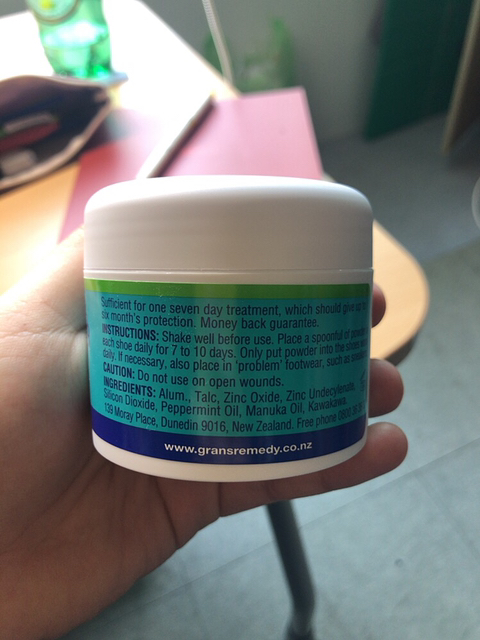 Sufficient for one seven day treatment, which should give up to
six month's protection. Money back guarantee.
INSTRUCTIONS: Shake well before use. Place a spoonful of powder
each shoe daily for 7 to 10 days. Only put powder into the shoes
daily. If necessary, also place in 'problem' footwear, such as
CAUTION: Do not use on open wounds.
INGREDIENTS: Alum., Talc, Zinc Oxide, Zinc Undecylenate,
Silicon Dioxide, Peppermint Oil, Manuka Oil, Kawakawa.
139 Moray Place, Dunedin 9016, New Zealand. Free phone 0800
www.gransremedy.co.nz